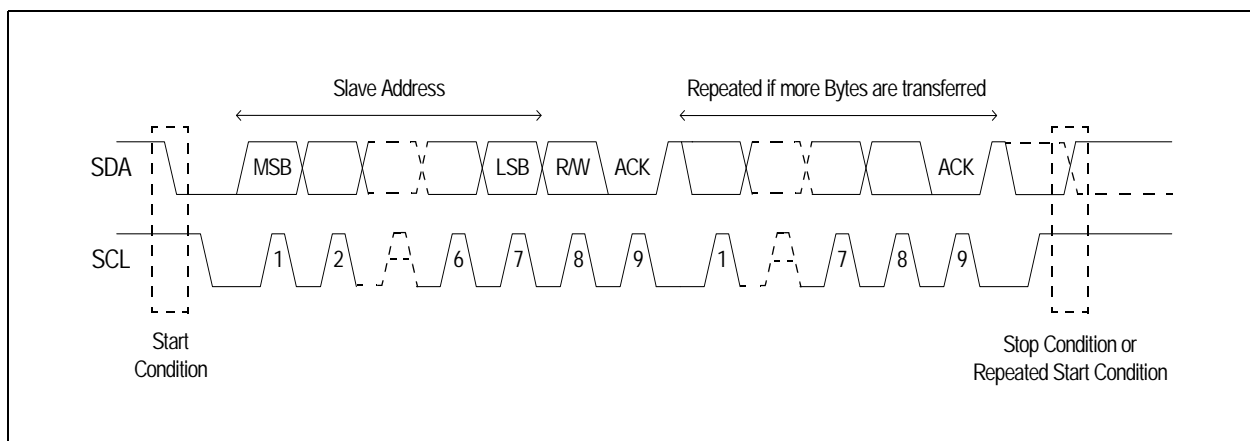 Slave Address
Repeated if more Bytes are transferred
SDA MSB LSB R/W ACK ACK
SCL 1 2 6 7 8 9 1 7 8 9
Start
Condition
Stop Condition or
Repeated Start Condition